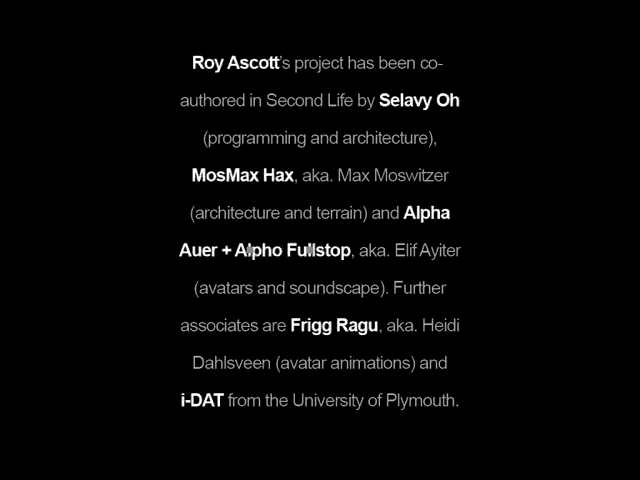 Roy Ascott's project has been co-
authored in Second Life by Selavy Oh
(programming and architecture),
MosMax Hax, aka. Max Moswitzer
(architecture and terrain) and Alpha
Auer + Alpho Fullstop, aka. Elif Ayiter
(avatars and soundscape). Further
associates are Frigg Ragu, aka. Heidi
Dahlsveen (avatar animations) and
i-DAT from the University of Plymouth.